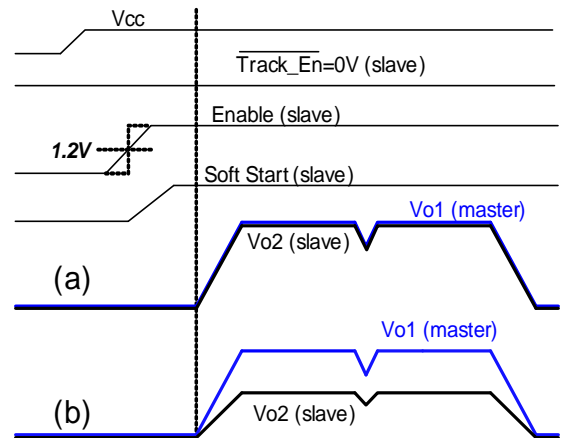 Vcc
Track_En=0V (slave)
Enable (slave)
1.2V
Soft Start (slave)
Vo1 (master)
Vo2 (slave)
(a)
Vo1 (master)
(b)
Vo2 (slave)